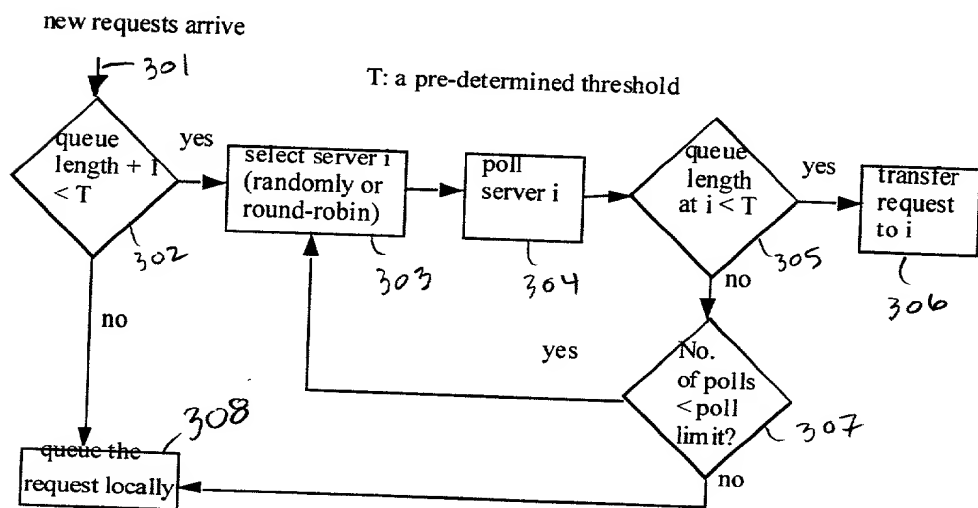 new requests arrive
301
T: a pre-determined threshold
queue
length + 1
< T
yes
302
no
select server i
(randomly or
round-robin)
303
poll
server i
304
queue
length
at i < T
yes
305
no
transfer
request
to i
306
No.
of polls
<poll
limit?
yes
307
no
308
queue the
request locally